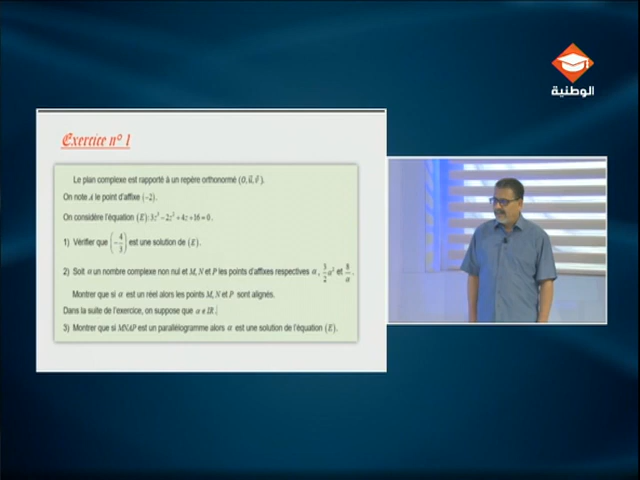 الوطنية
Exercice n° 1
Le plan complexe est rapporté à un repère orthonormé (O, u⃗, v⃗).
On note A le point d'affixe (−2).
On considère l'équation (E): 3z³ − 2z² + 4z + 16 = 0.
1) Vérifier que (−4/3) est une solution de (E).
2) Soit α un nombre complexe non nul et M, N et P les points d'affixes respectives α, 3/2 α² et 8/α.
Montrer que si α est un réel alors les points M, N et P sont alignés.
Dans la suite de l'exercice, on suppose que α ∉ IR.
3) Montrer que si MNAP est un parallélogramme alors α est une solution de l'équation (E).